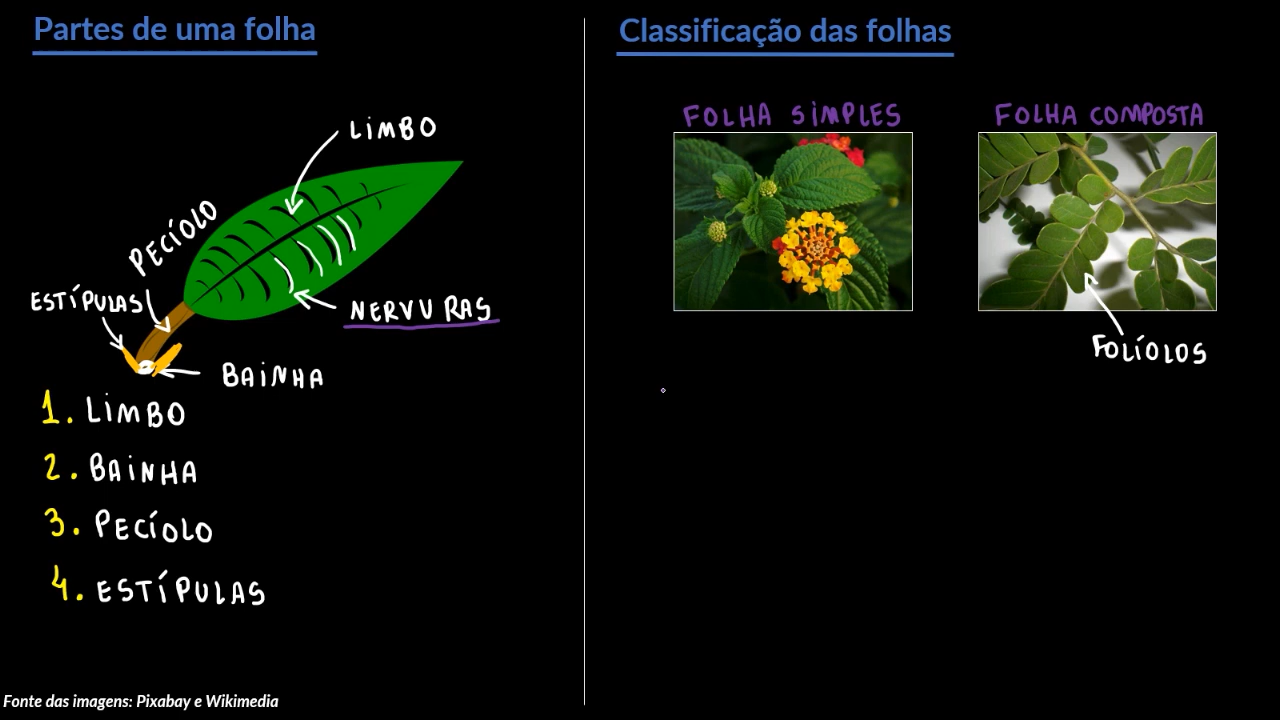 Partes de uma folha
LIMBO
PECÍOLO
ESTÍPULAS
NERVURAS
BAINHA
1. LIMBO
2. BAINHA
3. PECÍOLO
4. ESTÍPULAS
Fonte das imagens: Pixabay e Wikimedia
Classificação das folhas
FOLHA SIMPLES
FOLHA COMPOSTA
FOLÍOLOS